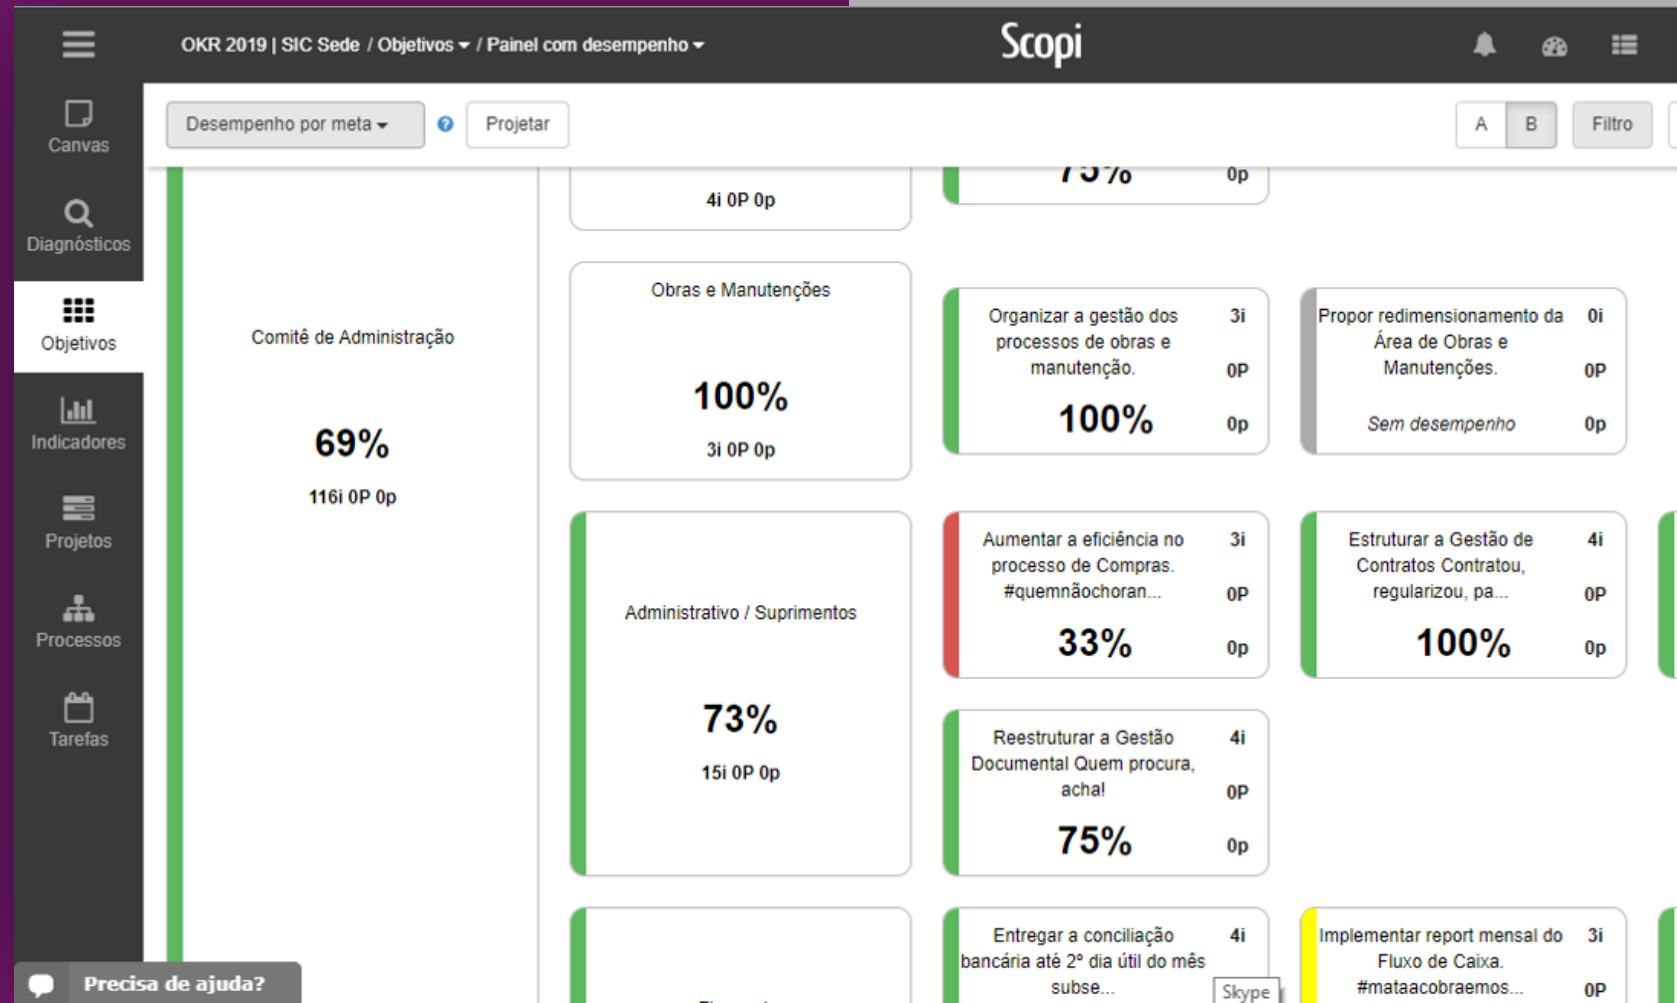 OKR 2019 | SIC Sede / Objetivos / Painel com desempenho
Scopi
Canvas
Diagnósticos
Objetivos
Indicadores
Projetos
Processos
Tarefas
Precisa de ajuda?
Desempenho por meta
?
Projetar
A
B
Filtro
Comitê de Administração
69%
116i 0P 0p
4i 0P 0p
75%
0p
Obras e Manutenções
100%
3i 0P 0p
Organizar a gestão dos
processos de obras e
manutenção.
100%
3i
0P
0p
Propor redimensionamento da
Área de Obras e
Manutenções.
Sem desempenho
0i
0P
0p
Administrativo / Suprimentos
73%
15i 0P 0p
Aumentar a eficiência no
processo de Compras.
#quemnãochoran...
33%
3i
0P
0p
Estruturar a Gestão de
Contratos Contratou,
regularizou, pa...
100%
4i
0P
0p
Reestruturar a Gestão
Documental Quem procura,
acha!
75%
4i
0P
0p
Entregar a conciliação
bancária até 2º dia útil do mês
subse...
4i
Skype
Implementar report mensal do
Fluxo de Caixa.
#mataacobraemos...
3i
0P